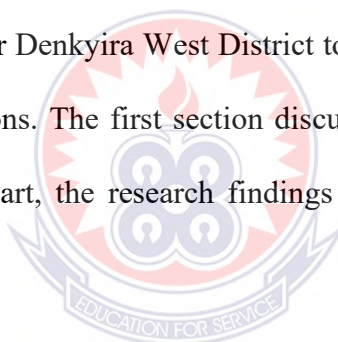 r Denkyira West District to
ons. The first section discu
art, the research findings
EDUCATION FOR SERVICE